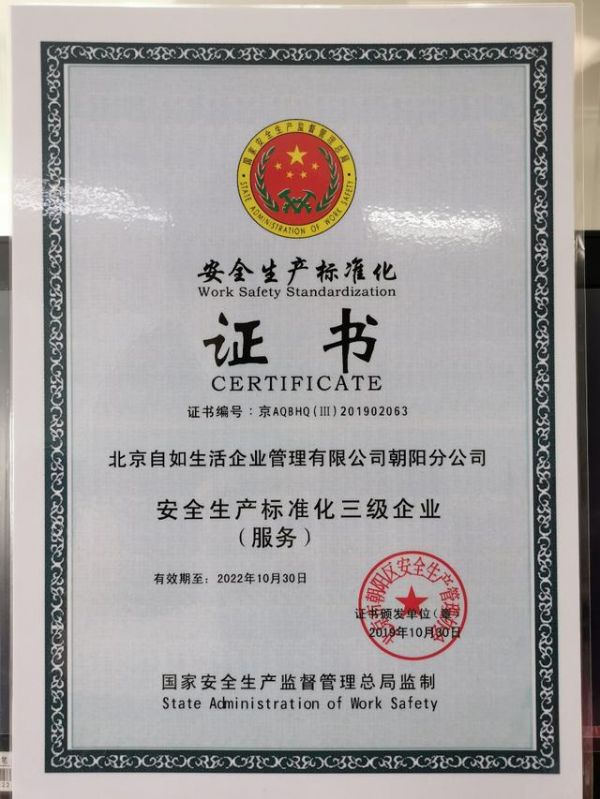 国家安全生产监督管理总局
STATE ADMINISTRATION OF WORK SAFETY
安全生产标准化
Work Safety Standardization
证书
CERTIFICATE
证书编号：京AQBHQ(Ⅲ)201902063
北京自如生活企业管理有限公司朝阳分公司
安全生产标准化三级企业
（服务）
有效期至：2022年10月30日
证书颁发单位(章)
2019年10月30日
国家安全生产监督管理总局监制
State Administration of Work Safety